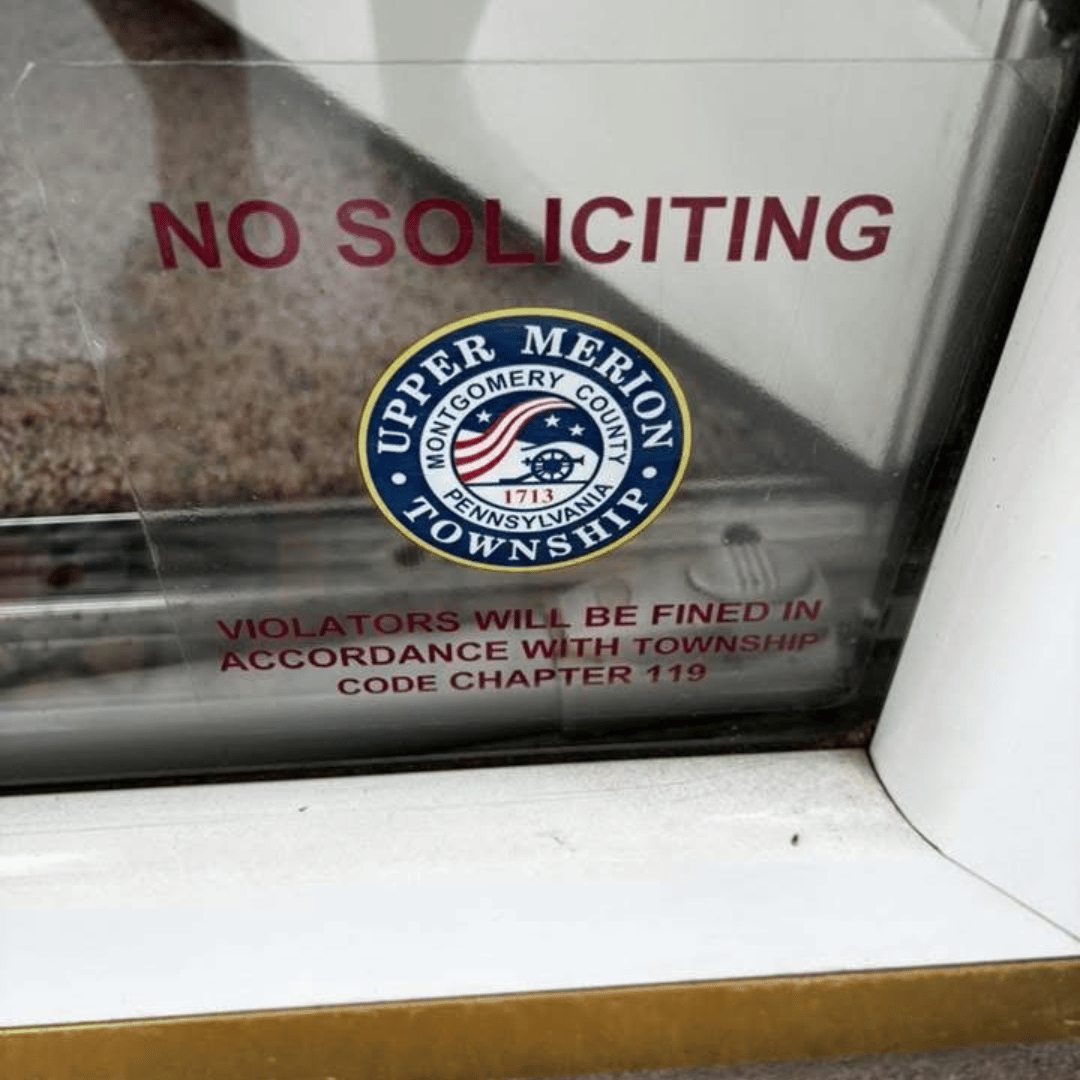 NO SOLICITING
UPPER MERION
MONTGOMERY COUNTY
1713
PENNSYLVANIA
TOWNSHIP
VIOLATORS WILL BE FINED IN
ACCORDANCE WITH TOWNSHIP
CODE CHAPTER 119